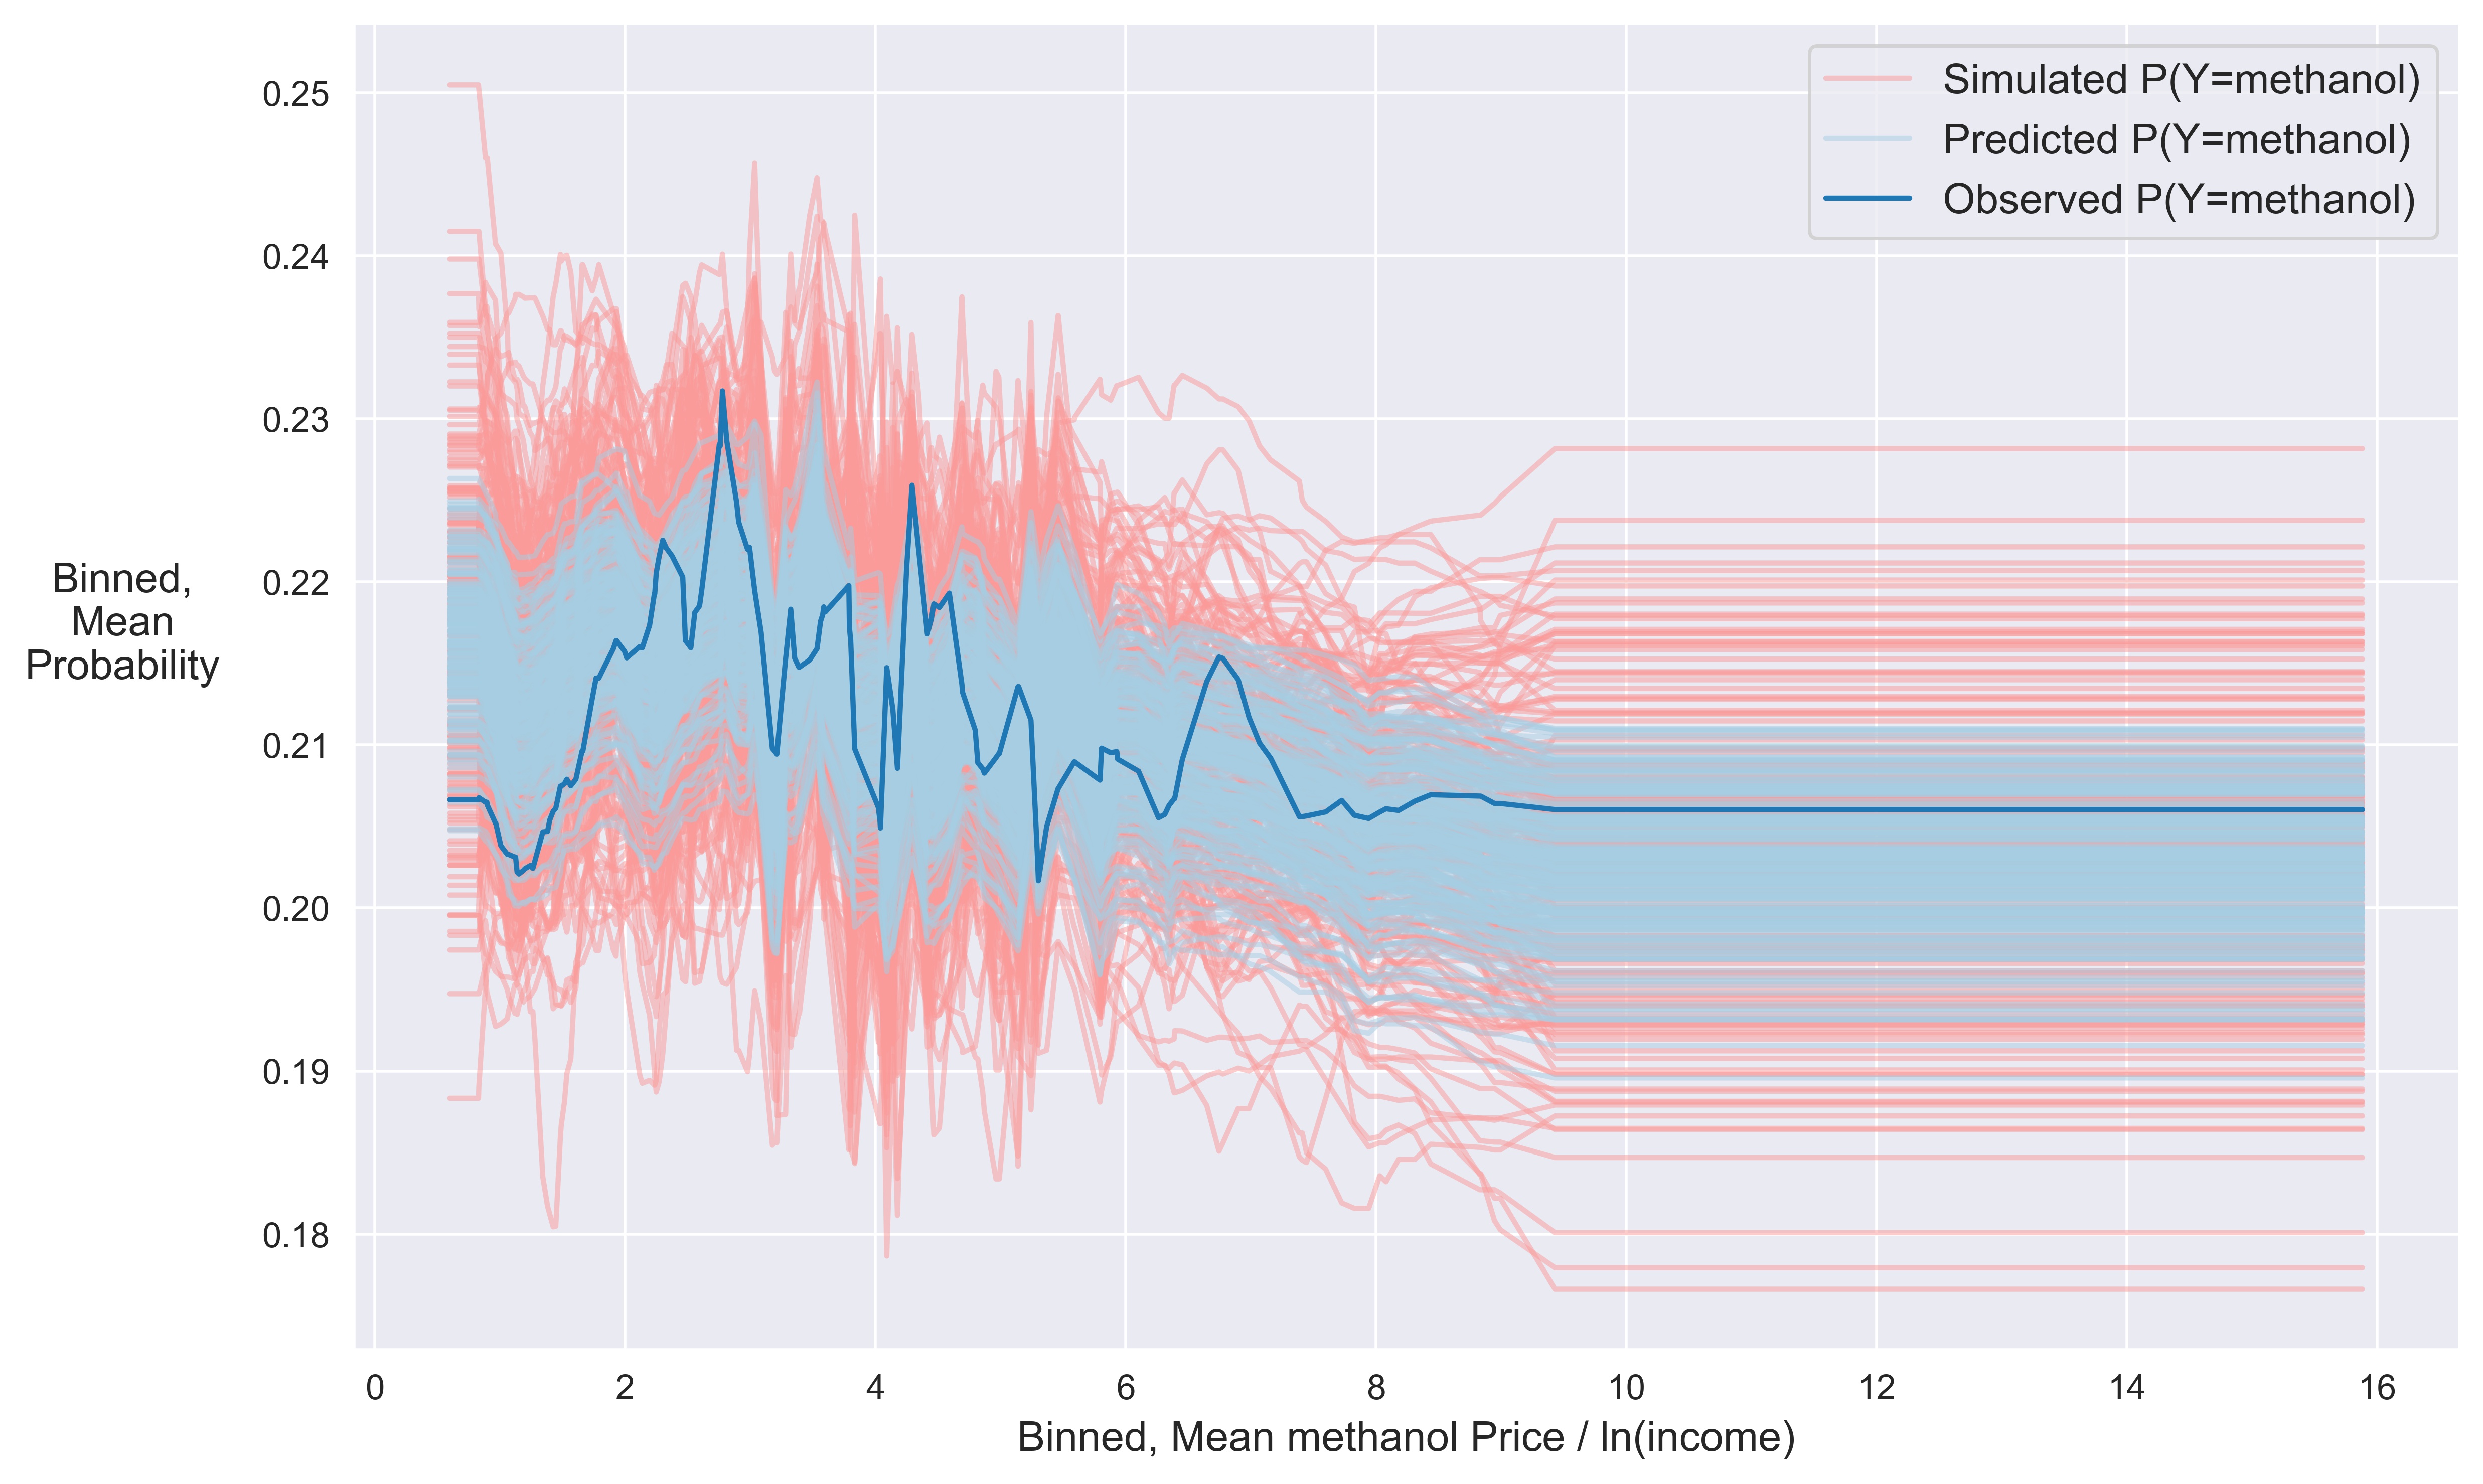 Simulated P(Y=methanol)
Predicted P(Y=methanol)
Observed P(Y=methanol)
0.25
0.24
0.23
0.22
0.21
0.20
0.19
0.18
Binned,
Mean
Probability
0 2 4 6 8 10 12 14 16
Binned, Mean methanol Price / ln(income)